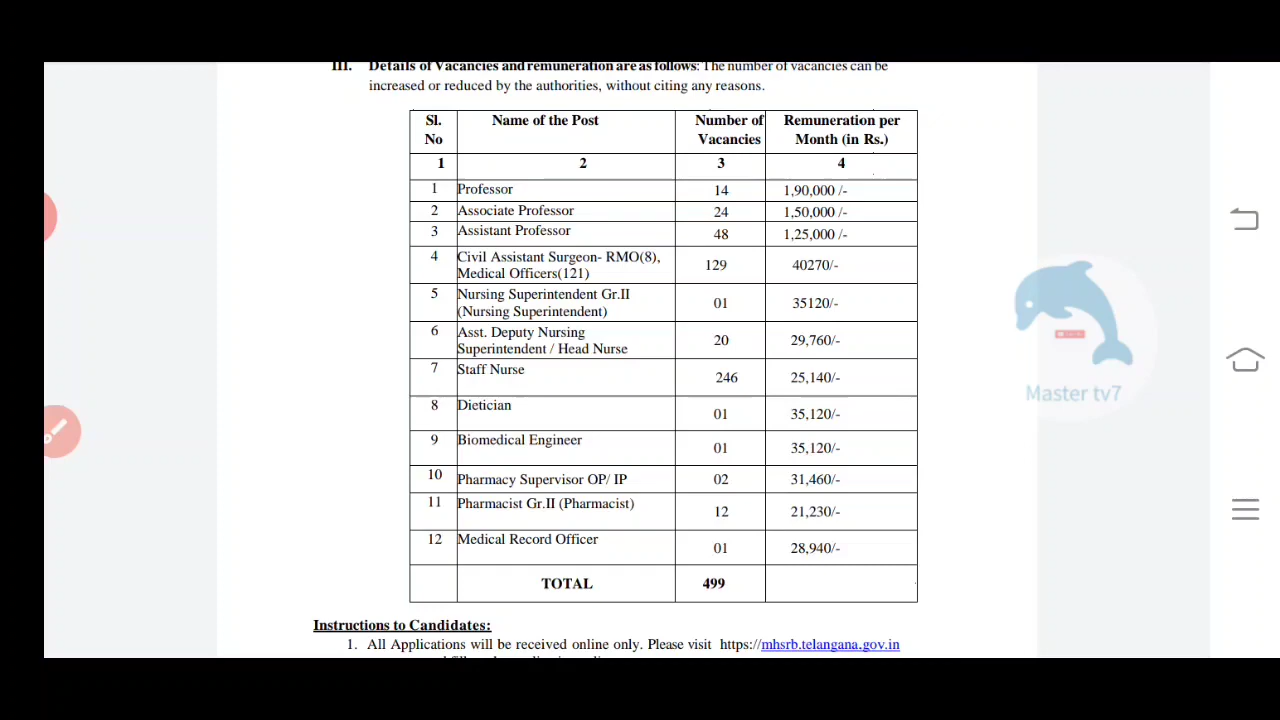 III. Details of Vacancies and remuneration are as follows: The number of vacancies can be
increased or reduced by the authorities, without citing any reasons.
Sl. No Name of the Post Number of Vacancies Remuneration per Month (in Rs.)
1 2 3 4
1 Professor 14 1,90,000 /-
2 Associate Professor 24 1,50,000 /-
3 Assistant Professor 48 1,25,000 /-
4 Civil Assistant Surgeon- RMO(8), Medical Officers(121) 129 40270/-
5 Nursing Superintendent Gr.II (Nursing Superintendent) 01 35120/-
6 Asst. Deputy Nursing Superintendent / Head Nurse 20 29,760/-
7 Staff Nurse 246 25,140/-
8 Dietician 01 35,120/-
9 Biomedical Engineer 01 35,120/-
10 Pharmacy Supervisor OP/ IP 02 31,460/-
11 Pharmacist Gr.II (Pharmacist) 12 21,230/-
12 Medical Record Officer 01 28,940/-
TOTAL 499
Instructions to Candidates:
1. All Applications will be received online only. Please visit https://mhsrb.telangana.gov.in
Master tv7